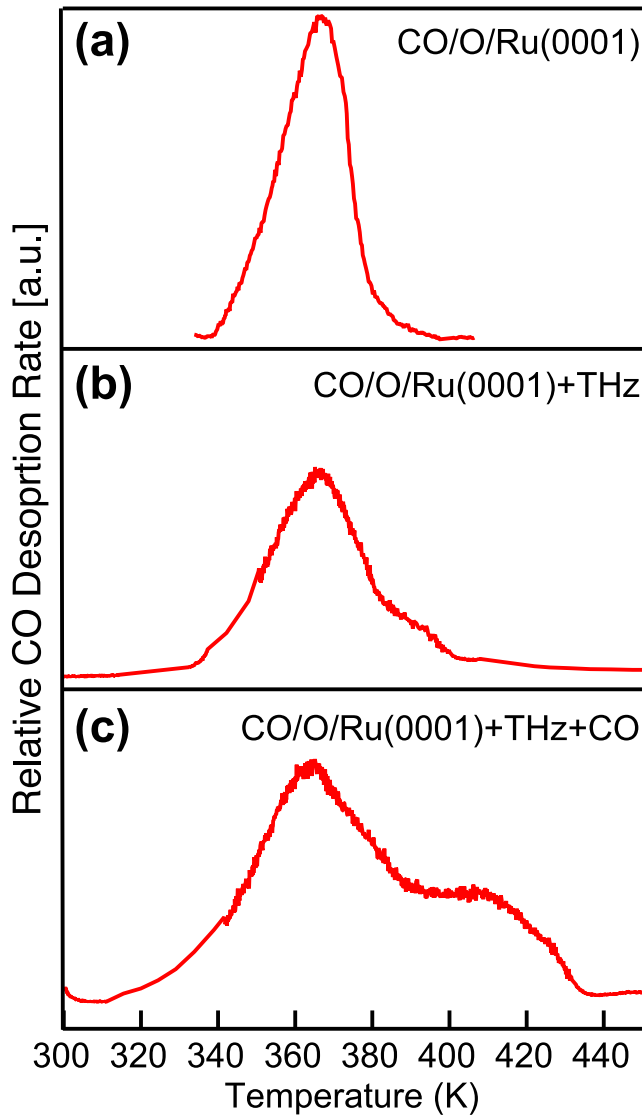 (a) CO/O/Ru(0001)
(b) CO/O/Ru(0001)+THz
(c) CO/O/Ru(0001)+THz+CO
Relative CO Desoprtion Rate [a.u.]
300 320 340 360 380 400 420 440
Temperature (K)